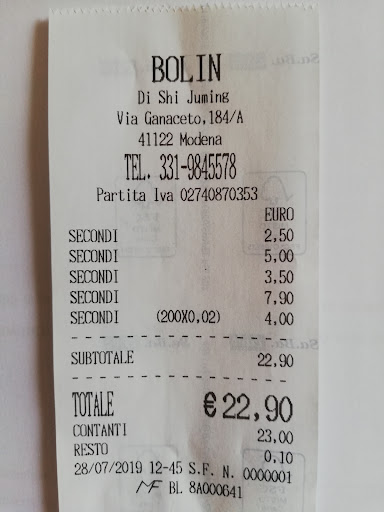 BOLIN
Di Shi Juming
Via Ganaceto,184/A
41122 Modena
TEL. 331-9845578
Partita Iva 02740870353
EURO
SECONDI 2,50
SECONDI 5,00
SECONDI 3,50
SECONDI 7,90
SECONDI (200X0,02) 4,00
SUBTOTALE 22,90
TOTALE €22,90
CONTANTI 23,00
RESTO 0,10
28/07/2019 12-45 S.F. N. 0000001
MF BL 8A000641